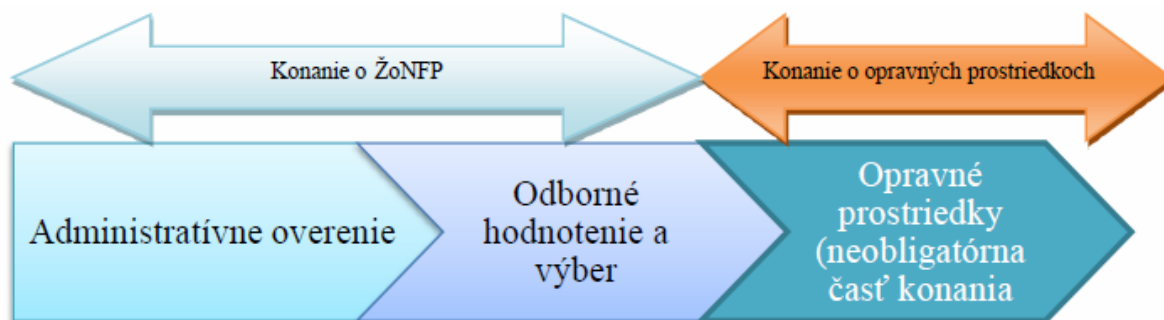 Konanie o ŽoNFP
Konanie o opravných prostriedkoch
Administratívne overenie
Odborné
hodnotenie a
výber
Opravné
prostriedky
(neobligatórna
časť konania